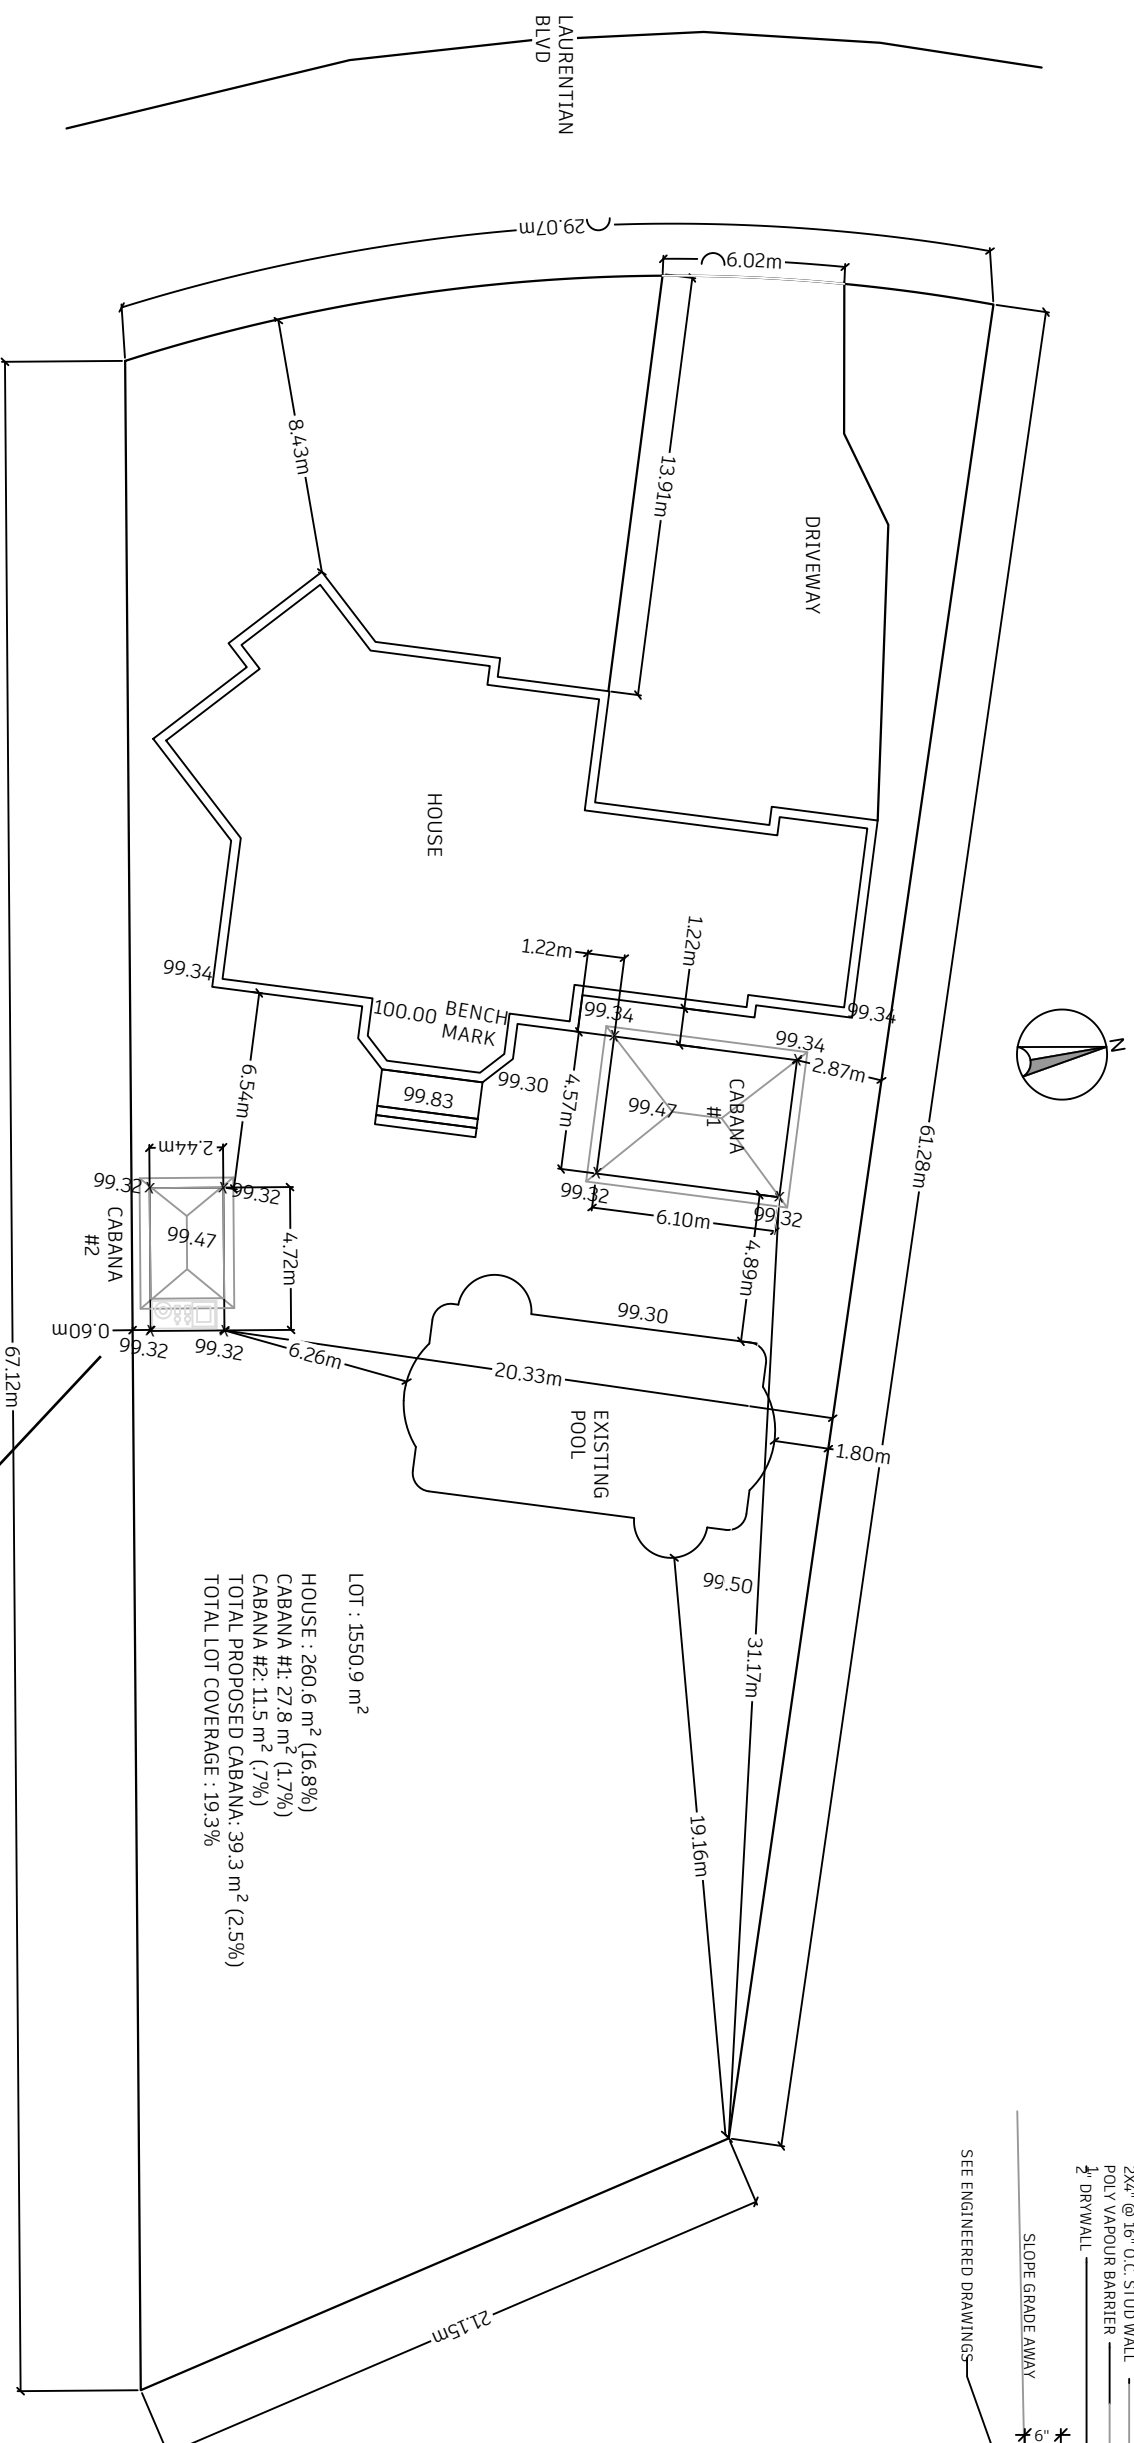 LAURENTIAN
BLVD
29.07m
6.02m
8.43m
13.91m
DRIVEWAY
HOUSE
1.22m
1.22m
99.34
100.00 BENCH
MARK
99.34
99.34
99.34
2.87m
N
99.30
99.83
4.57m
99.47
CABANA
#1
6.54m
2.44m
99.32
99.32
99.32
99.32
6.10m
61.28m
CABANA
#2
99.47
4.72m
4.89m
99.30
0.60m
99.32
99.32
6.26m
20.33m
67.12m
EXISTING
POOL
1.80m
99.50
31.17m
19.16m
LOT : 1550.9 m²
HOUSE : 260.6 m² (16.8%)
CABANA #1: 27.8 m² (1.7%)
CABANA #2: 11.5 m² (.7%)
TOTAL PROPOSED CABANA: 39.3 m² (2.5%)
TOTAL LOT COVERAGE : 19.3%
21.15m
2X4" @ 16" O.C. STUD WALL
POLY VAPOUR BARRIER
1"
2" DRYWALL
SLOPE GRADE AWAY
SEE ENGINEERED DRAWINGS
6"